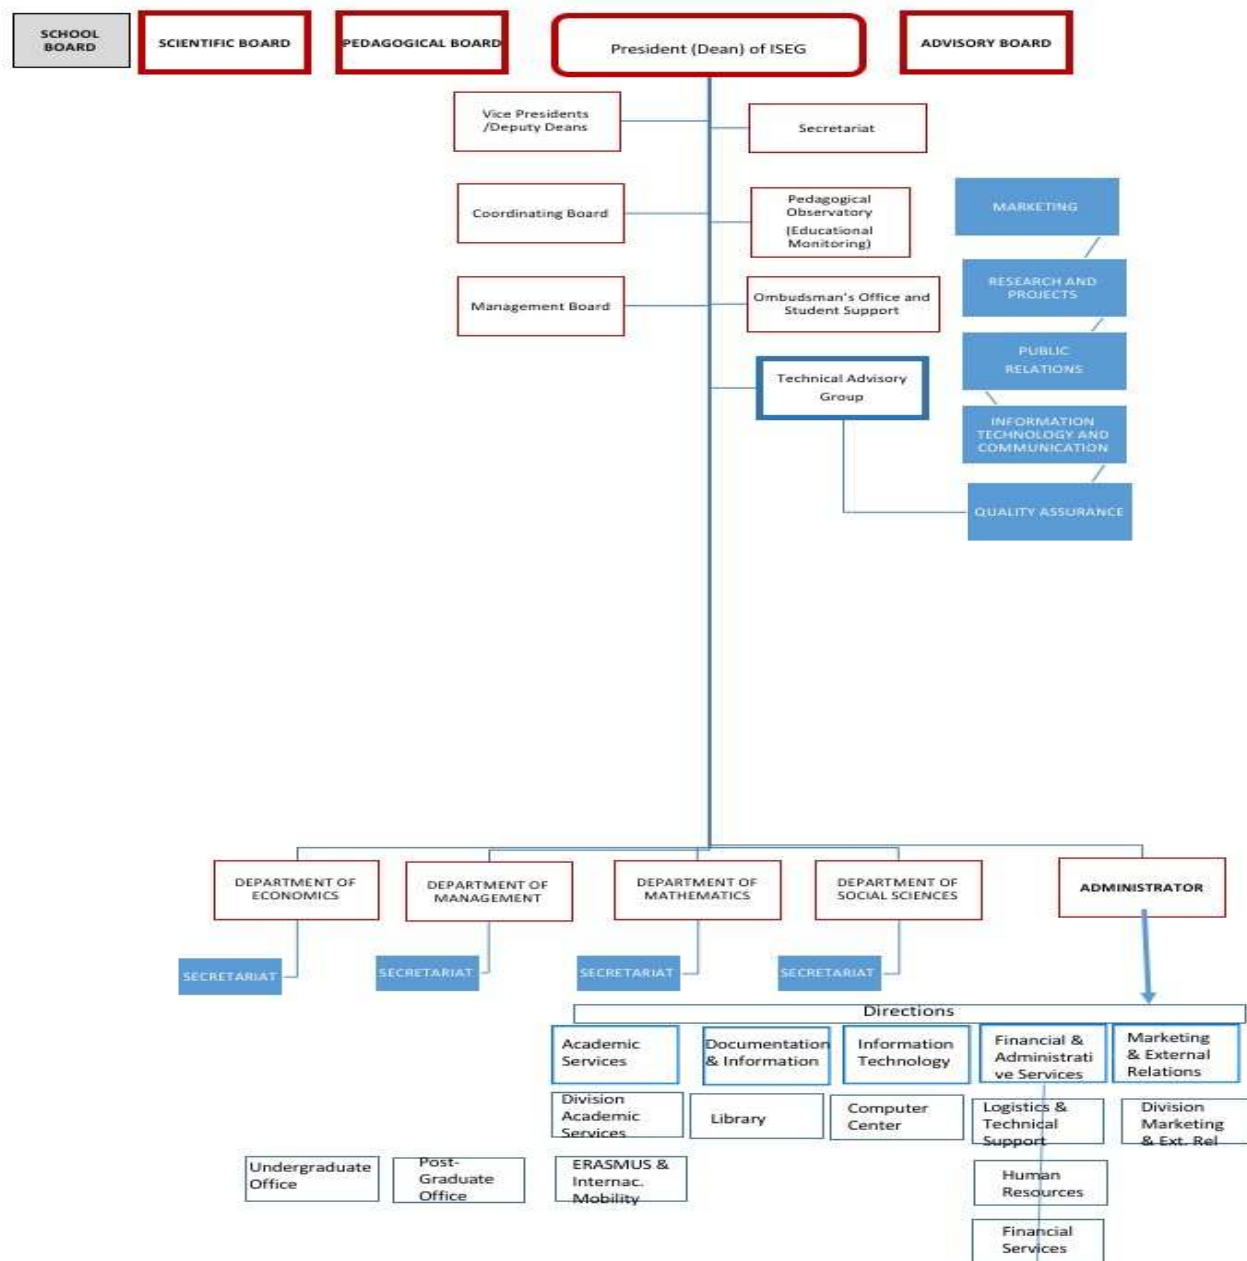 SCHOOL
BOARD
SCIENTIFIC BOARD
PEDAGOGICAL BOARD
President (Dean) of ISEG
ADVISORY BOARD
Vice Presidents
/Deputy Deans
Secretariat
Coordinating Board
Pedagogical
Observatory
(Educational
Monitoring)
MARKETING
Management Board
Ombudsman's Office and
Student Support
RESEARCH AND
PROJECTS
Technical Advisory
Group
PUBLIC
RELATIONS
INFORMATION
TECHNOLOGY AND
COMMUNICATION
QUALITY ASSURANCE
DEPARTMENT OF
ECONOMICS
DEPARTMENT OF
MANAGEMENT
DEPARTMENT OF
MATHEMATICS
DEPARTMENT OF
SOCIAL SCIENCES
ADMINISTRATOR
SECRETARIAT
SECRETARIAT
SECRETARIAT
SECRETARIAT
Directions
Academic
Services
Documentation
& Information
Information
Technology
Financial &
Administrati
ve Services
Marketing
& External
Relations
Division
Academic
Services
Library
Computer
Center
Logistics &
Technical
Support
Division
Marketing
& Ext. Rel
Undergraduate
Office
Post-
Graduate
Office
ERASMUS &
Internac.
Mobility
Human
Resources
Financial
Services